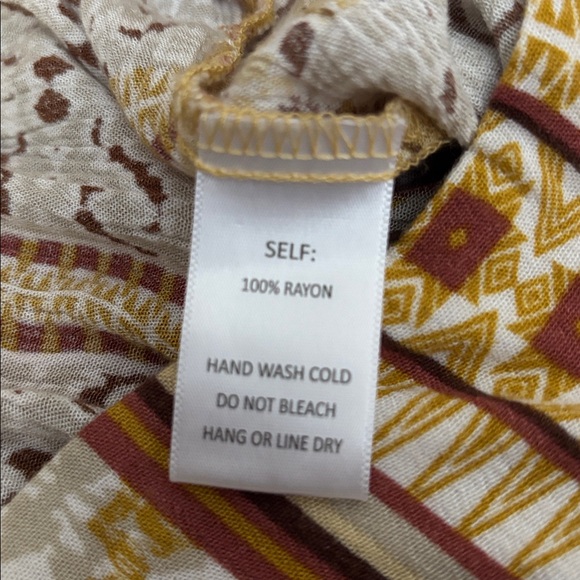 SELF:
100% RAYON
HAND WASH COLD
DO NOT BLEACH
HANG OR LINE DRY